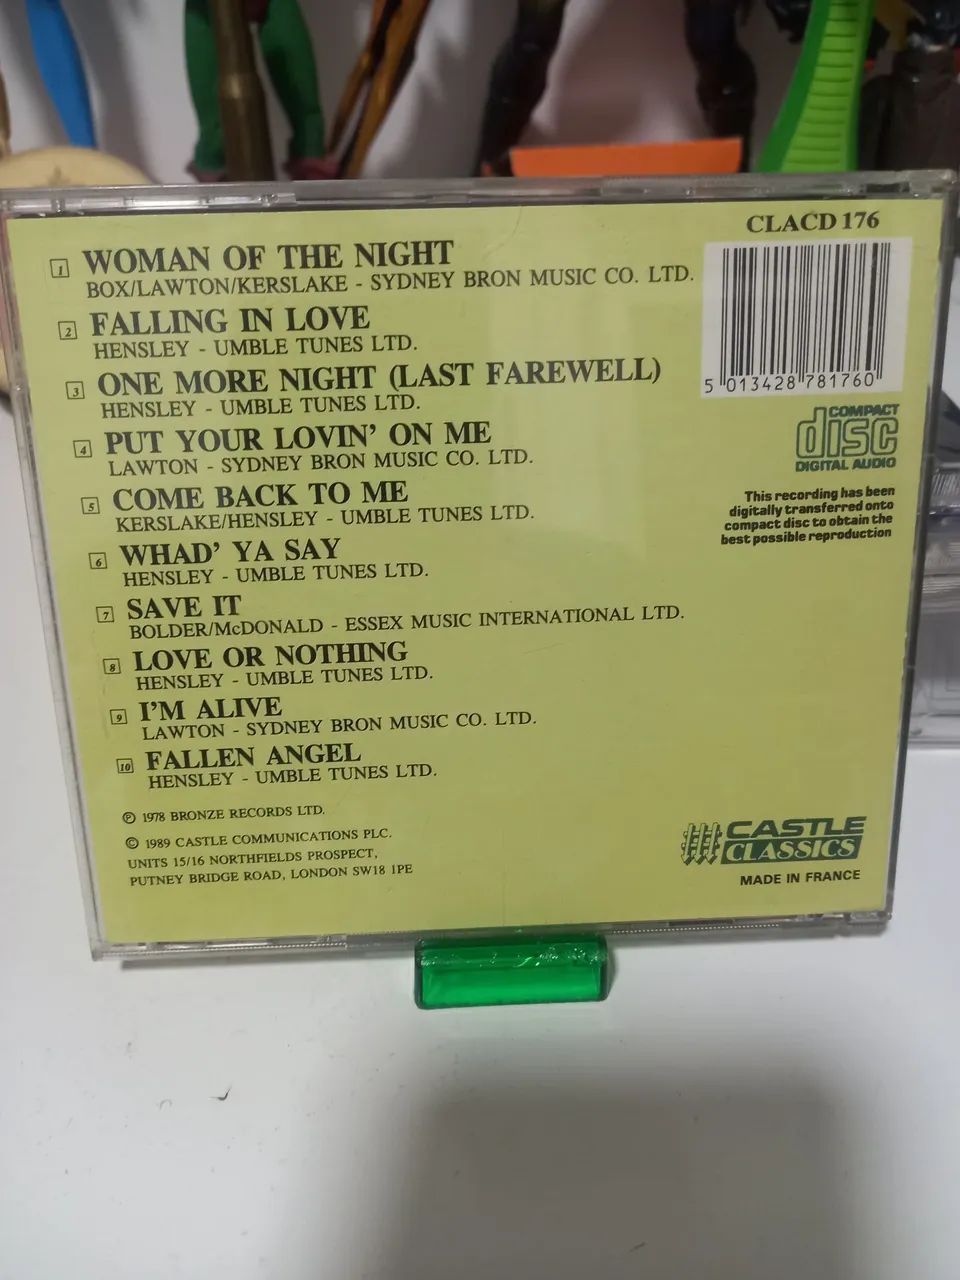 CLACD 176
1 WOMAN OF THE NIGHT
BOX/LAWTON/KERSLAKE - SYDNEY BRON MUSIC CO. LTD.
2 FALLING IN LOVE
HENSLEY - UMBLE TUNES LTD.
3 ONE MORE NIGHT (LAST FAREWELL)
HENSLEY - UMBLE TUNES LTD.
4 PUT YOUR LOVIN' ON ME
LAWTON - SYDNEY BRON MUSIC CO. LTD.
5 COME BACK TO ME
KERSLAKE/HENSLEY - UMBLE TUNES LTD.
6 WHAD' YA SAY
HENSLEY - UMBLE TUNES LTD.
7 SAVE IT
BOLDER/McDONALD - ESSEX MUSIC INTERNATIONAL LTD.
8 LOVE OR NOTHING
HENSLEY - UMBLE TUNES LTD.
9 I'M ALIVE
LAWTON - SYDNEY BRON MUSIC CO. LTD.
10 FALLEN ANGEL
HENSLEY - UMBLE TUNES LTD.
℗ 1978 BRONZE RECORDS LTD.
© 1989 CASTLE COMMUNICATIONS PLC.
UNITS 15/16 NORTHFIELDS PROSPECT,
PUTNEY BRIDGE ROAD, LONDON SW18 1PE
5 013428 781760
COMPACT
disc
DIGITAL AUDIO
This recording has been
digitally transferred onto
compact disc to obtain the
best possible reproduction
CASTLE
CLASSICS
MADE IN FRANCE